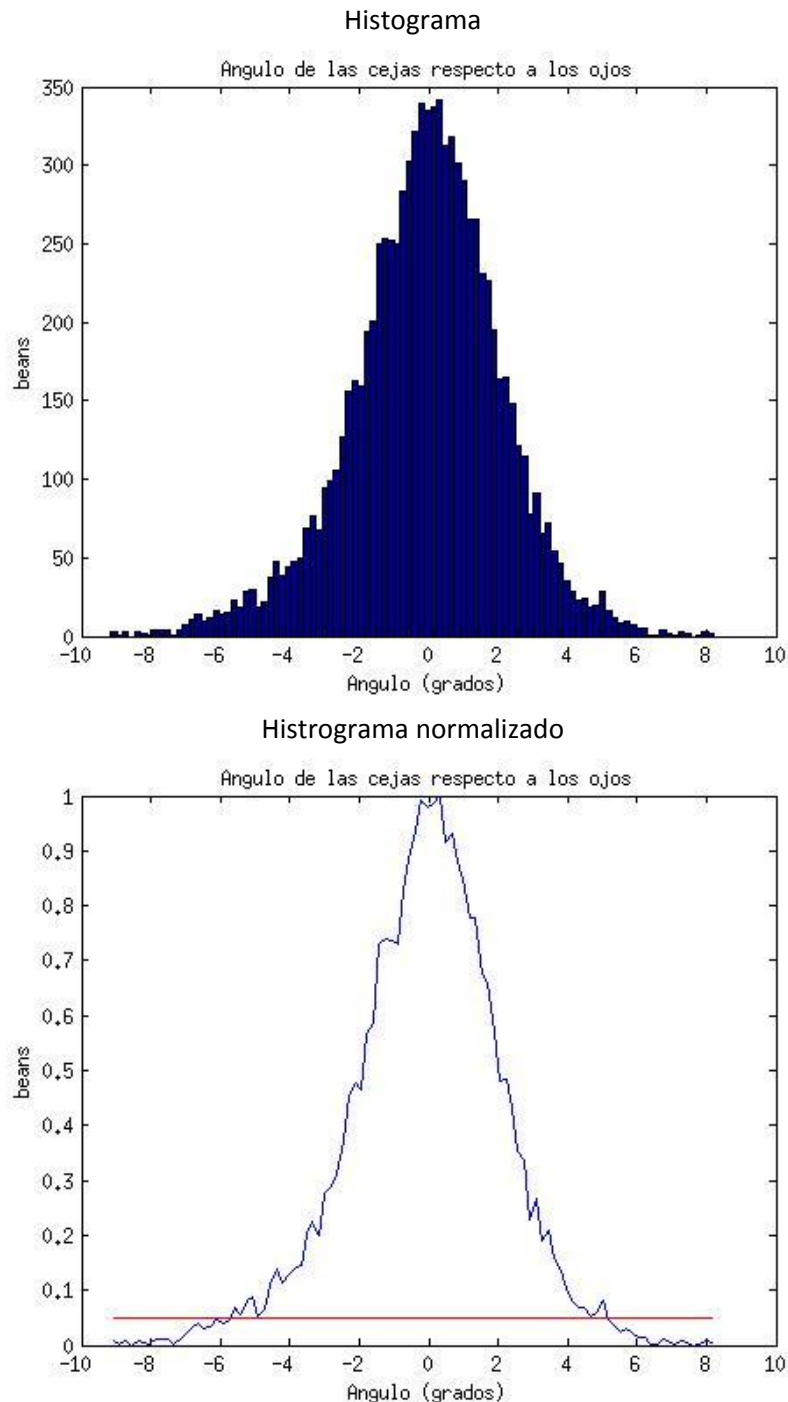 Histograma
Angulo de las cejas respecto a los ojos
350
300
250
200
150
100
50
0
beans
-10 -8 -6 -4 -2 0 2 4 6 8 10
Angulo (grados)
Histrograma normalizado
Angulo de las cejas respecto a los ojos
1
0.9
0.8
0.7
0.6
0.5
0.4
0.3
0.2
0.1
0
beans
-10 -8 -6 -4 -2 0 2 4 6 8 10
Angulo (grados)